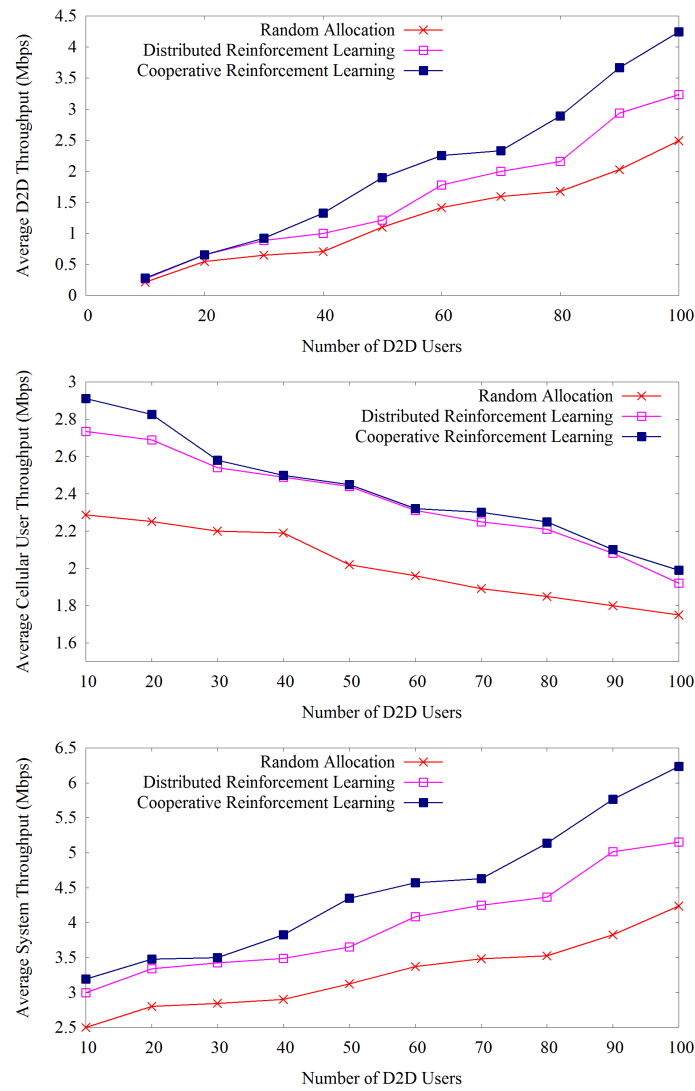 Average D2D Throughput (Mbps)
4.5
4
3.5
3
2.5
2
1.5
1
0.5
0
Random Allocation
Distributed Reinforcement Learning
Cooperative Reinforcement Learning
0 20 40 60 80 100
Number of D2D Users
Average Cellular User Throughput (Mbps)
3
2.8
2.6
2.4
2.2
2
1.8
1.6
Random Allocation
Distributed Reinforcement Learning
Cooperative Reinforcement Learning
10 20 30 40 50 60 70 80 90 100
Number of D2D Users
Average System Throughput (Mbps)
6.5
6
5.5
5
4.5
4
3.5
3
2.5
Random Allocation
Distributed Reinforcement Learning
Cooperative Reinforcement Learning
10 20 30 40 50 60 70 80 90 100
Number of D2D Users